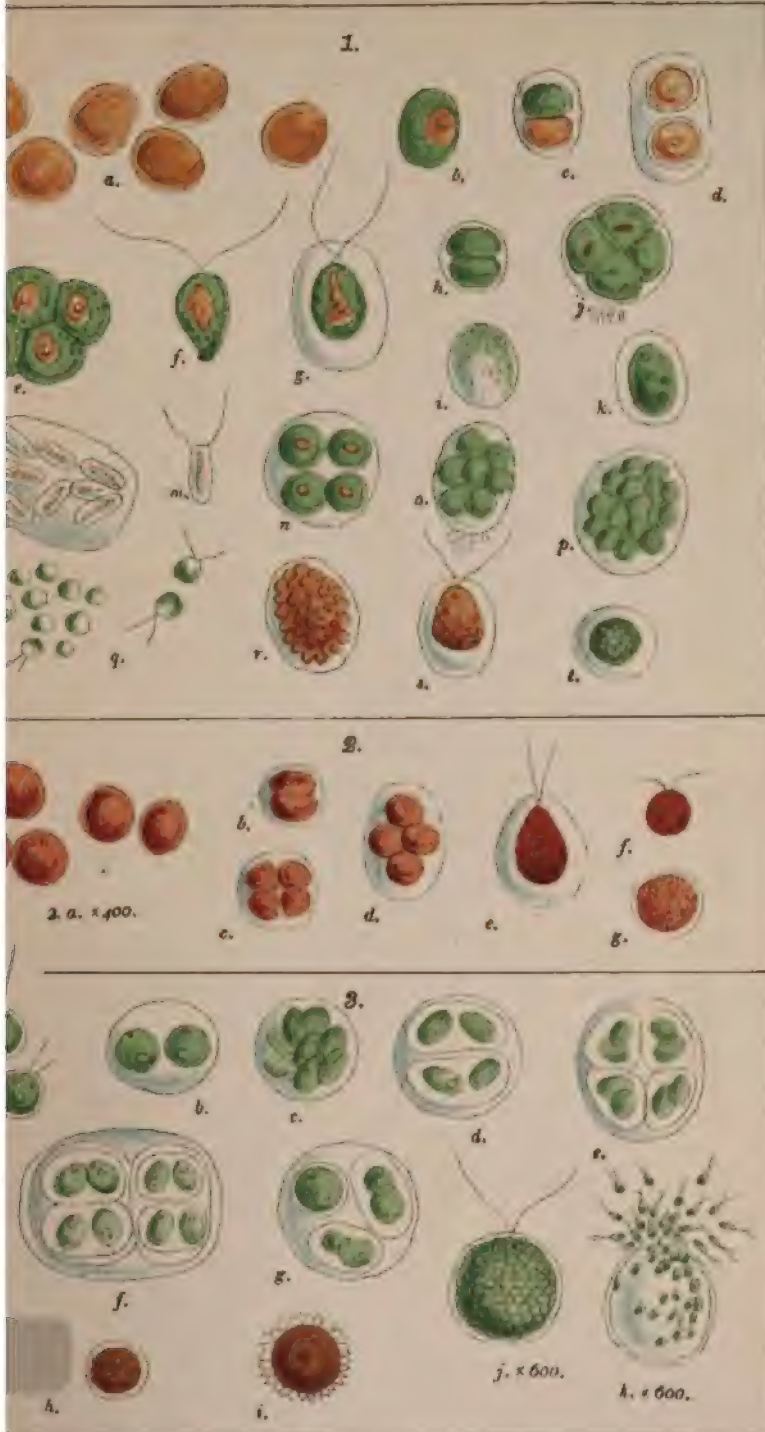 1.
a.
b.
c.
d.
e.
f.
g.
h.
j.
i.
k.
m.
n
o.
p.
q.
r.
s.
t.
2.
2. a. ×400.
b.
c.
d.
e.
f.
g.
3.
b.
c.
d.
e.
f.
g.
j. × 600.
k. × 600.
h.
i.